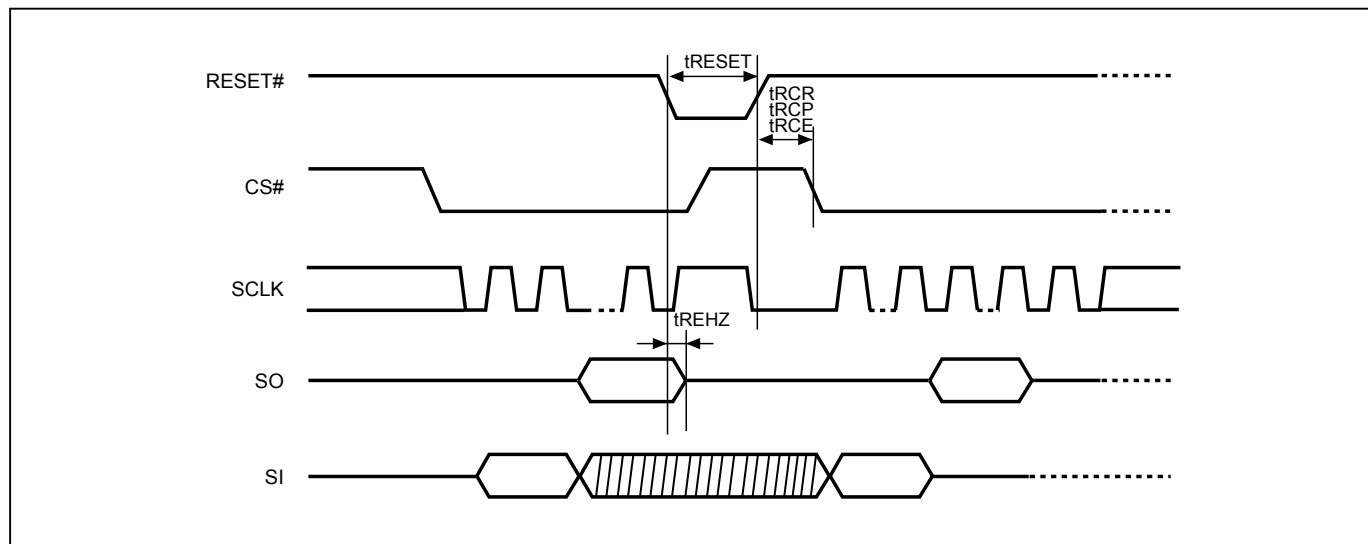 RESET#
tRESET
tRCR
tRCP
tRCE
CS#
SCLK
tREHZ
SO
SI